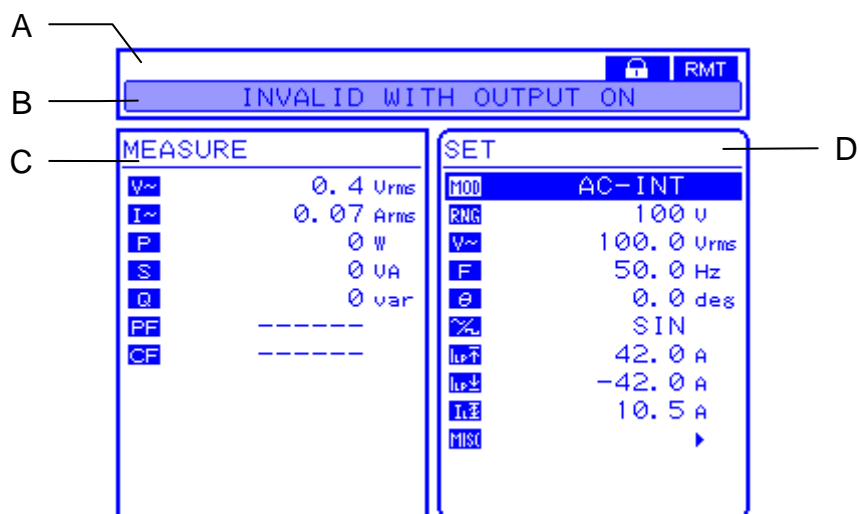 A
RMT
B
INVALID WITH OUTPUT ON
C
MEASURE
V~ 0.4 Vrms
I~ 0.07 Arms
P 0 W
S 0 VA
Q 0 var
PF ------
CF ------
SET
D
MOD AC-INT
RNG 100 V
V~ 100.0 Vrms
F 50.0 Hz
θ 0.0 deg
SIN
42.0 A
-42.0 A
10.5 A
MISC